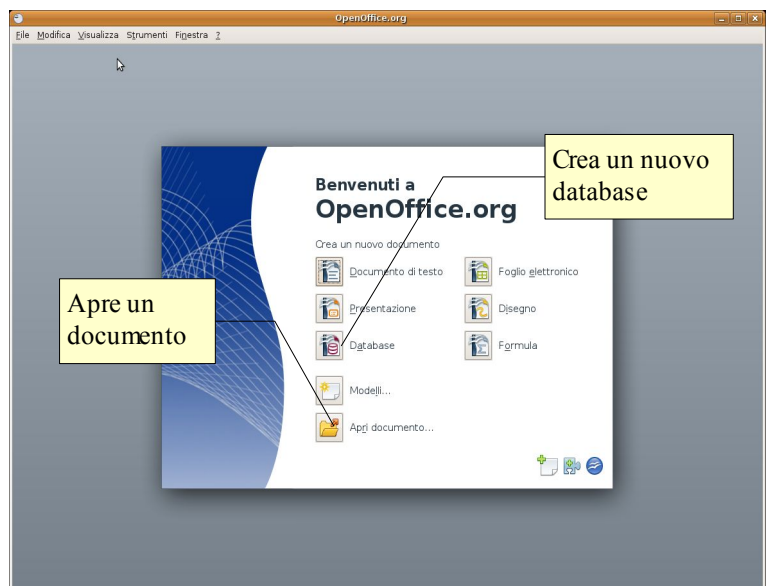 OpenOffice.org
File Modifica Visualizza Strumenti Finestra ?
Crea un nuovo
database
Benvenuti a
OpenOffice.org
Crea un nuovo documento
Documento di testo
Foglio elettronico
Presentazione
Disegno
Database
Formula
Modelli...
Apri documento...
Apre un
documento